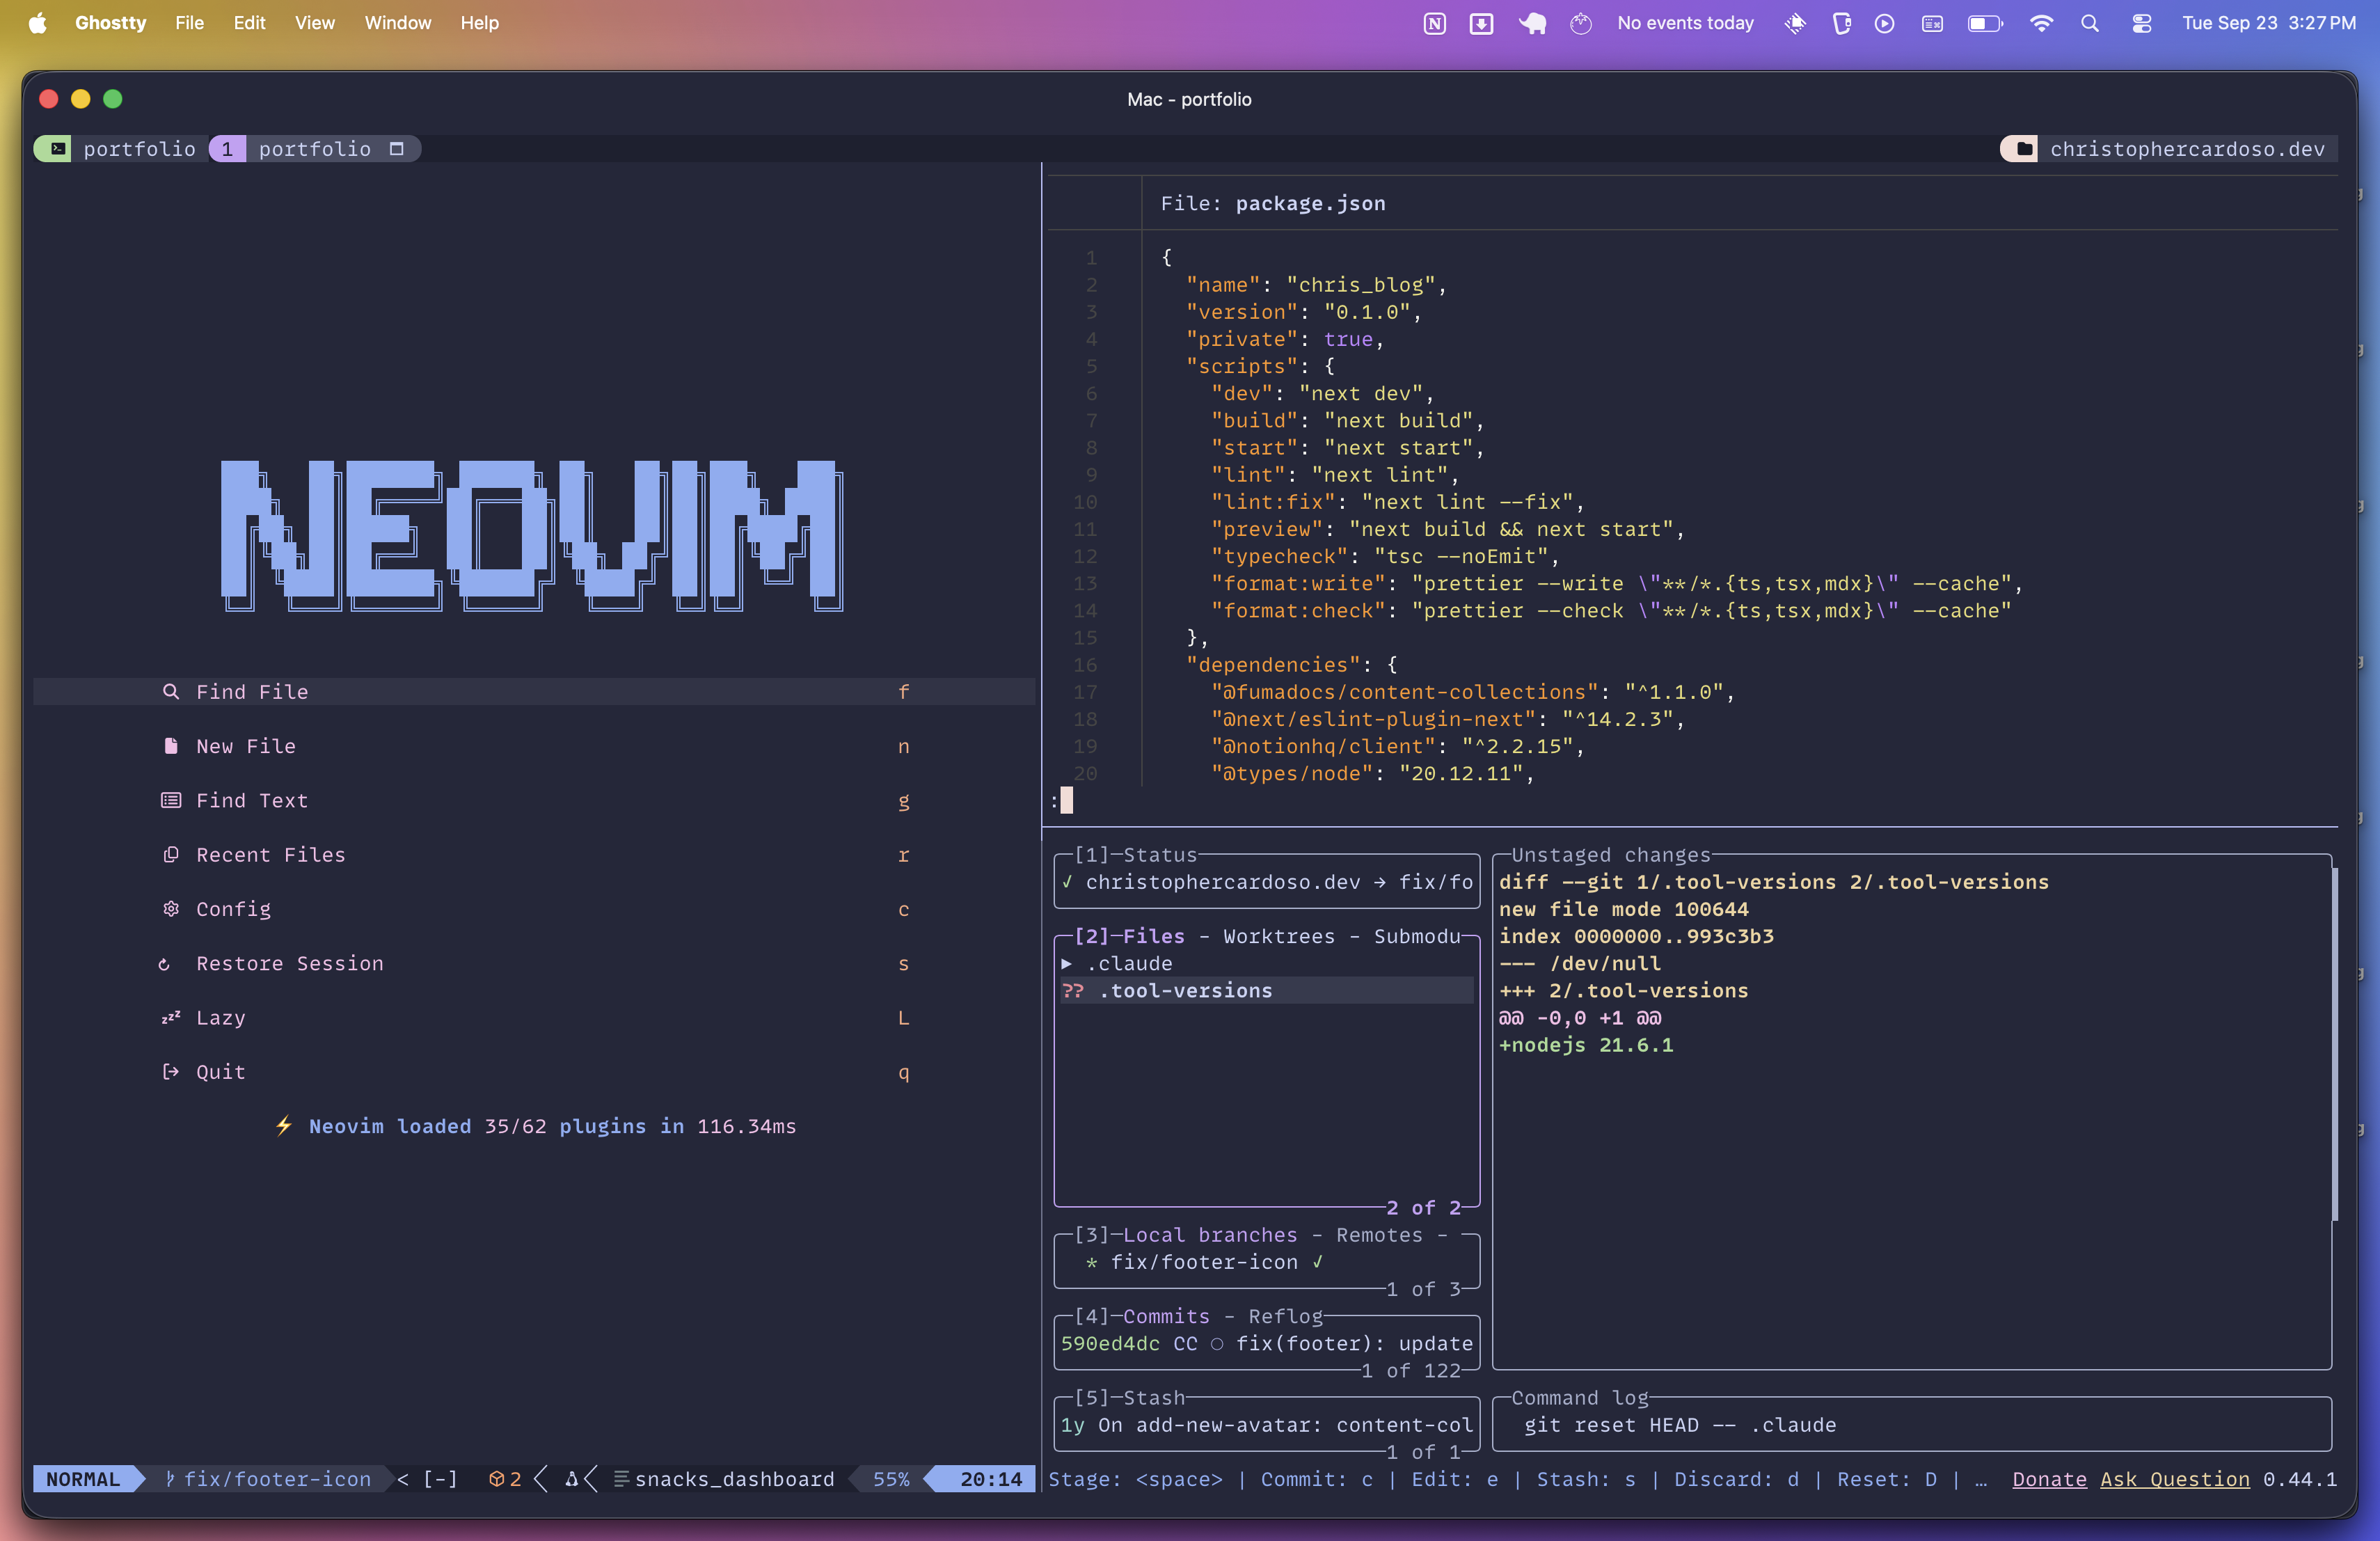 Ghostty File Edit View Window Help
No events today Tue Sep 23 3:27 PM
Mac - portfolio
portfolio 1 portfolio
christophercardoso.dev
NEOVIM
Find File f
New File n
Find Text g
Recent Files r
Config c
Restore Session s
Lazy L
Quit q
⚡ Neovim loaded 35/62 plugins in 116.34ms
NORMAL fix/footer-icon < [-] 2 snacks_dashboard 55% 20:14
File: package.json
1 {
2 "name": "chris_blog",
3 "version": "0.1.0",
4 "private": true,
5 "scripts": {
6 "dev": "next dev",
7 "build": "next build",
8 "start": "next start",
9 "lint": "next lint",
10 "lint:fix": "next lint --fix",
11 "preview": "next build && next start",
12 "typecheck": "tsc --noEmit",
13 "format:write": "prettier --write \"**/*.{ts,tsx,mdx}\" --cache",
14 "format:check": "prettier --check \"**/*.{ts,tsx,mdx}\" --cache"
15 },
16 "dependencies": {
17 "@fumadocs/content-collections": "^1.1.0",
18 "@next/eslint-plugin-next": "^14.2.3",
19 "@notionhq/client": "^2.2.15",
20 "@types/node": "20.12.11",
:
[1]─Status
✓ christophercardoso.dev → fix/fo
[2]─Files - Worktrees - Submodu
▶ .claude
?? .tool-versions
2 of 2
[3]─Local branches - Remotes -
* fix/footer-icon ✓
1 of 3
[4]─Commits - Reflog
590ed4dc CC ○ fix(footer): update
1 of 122
[5]─Stash
1y On add-new-avatar: content-col
1 of 1
Unstaged changes
diff --git 1/.tool-versions 2/.tool-versions
new file mode 100644
index 0000000..993c3b3
--- /dev/null
+++ 2/.tool-versions
@@ -0,0 +1 @@
+nodejs 21.6.1
Command log
git reset HEAD -- .claude
Stage: <space> | Commit: c | Edit: e | Stash: s | Discard: d | Reset: D | … Donate Ask Question 0.44.1